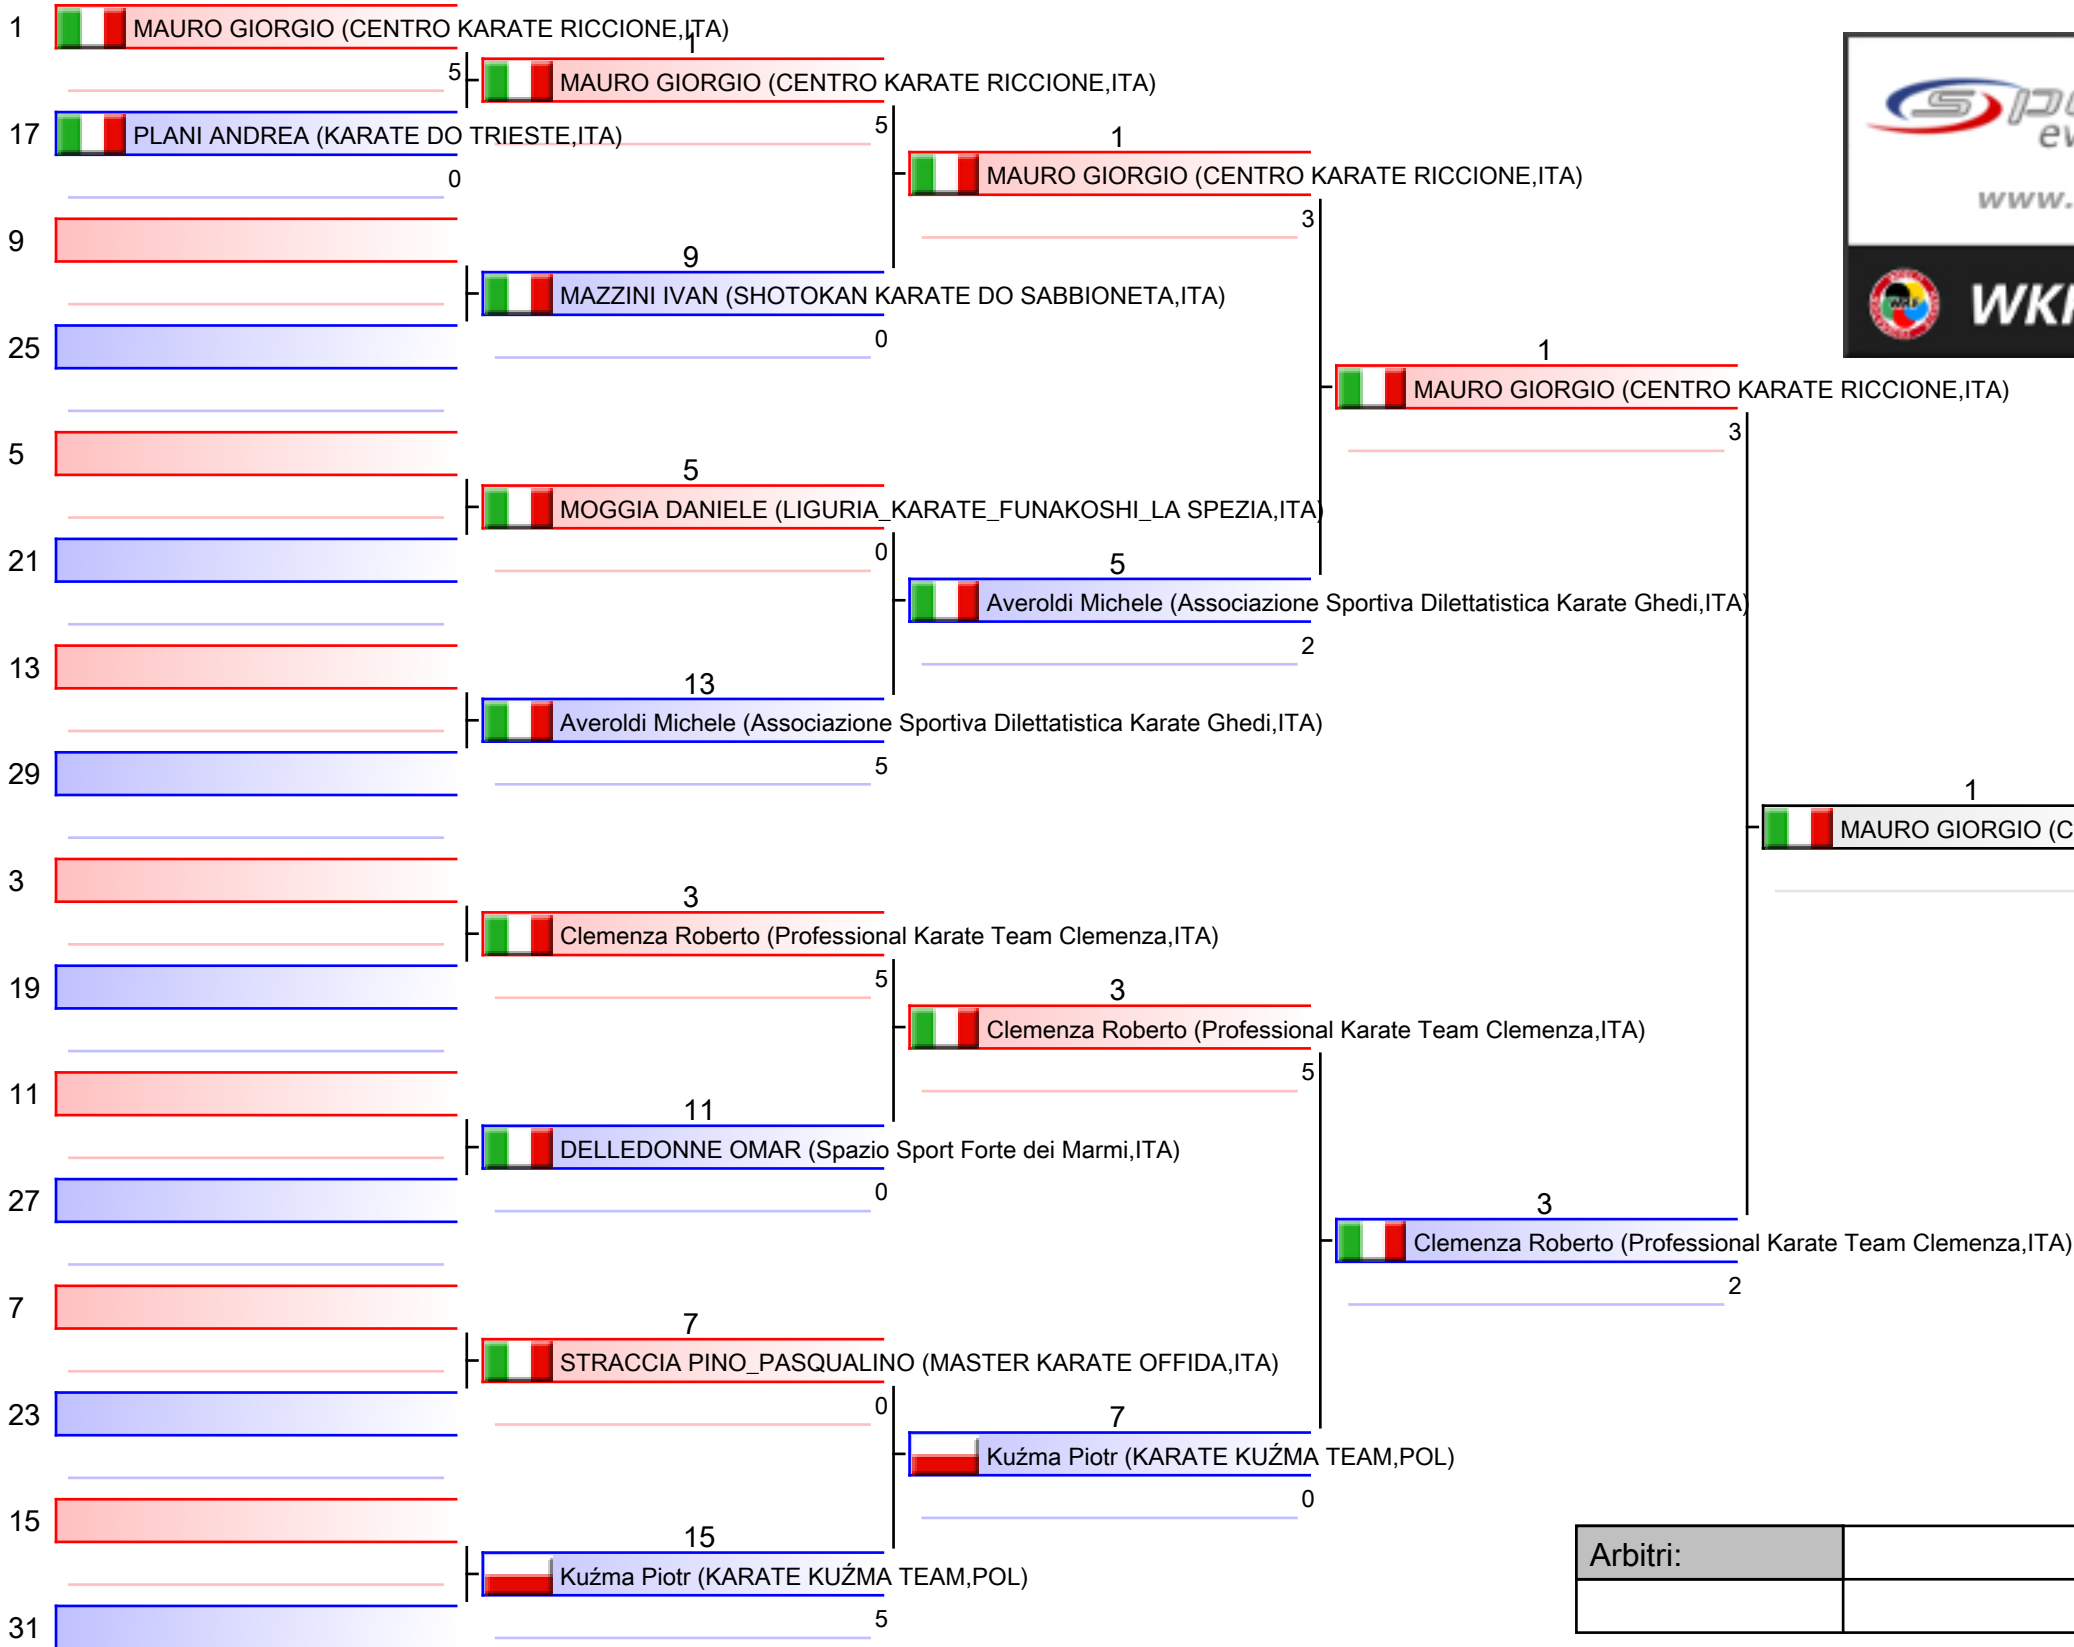 1 MAURO GIORGIO (CENTRO KARATE RICCIONE,ITA)
5
17 PLANI ANDREA (KARATE DO TRIESTE,ITA)
0
9
25
5
21
13
29
3
19
11
27
7
23
15
31
1
MAURO GIORGIO (CENTRO KARATE RICCIONE,ITA)
5
9
MAZZINI IVAN (SHOTOKAN KARATE DO SABBIONETA,ITA)
0
5
MOGGIA DANIELE (LIGURIA_KARATE_FUNAKOSHI_LA SPEZIA,ITA)
0
13
Averoldi Michele (Associazione Sportiva Dilettatistica Karate Ghedi,ITA)
5
3
Clemenza Roberto (Professional Karate Team Clemenza,ITA)
5
11
DELLEDONNE OMAR (Spazio Sport Forte dei Marmi,ITA)
0
7
STRACCIA PINO_PASQUALINO (MASTER KARATE OFFIDA,ITA)
0
15
Kuźma Piotr (KARATE KUŹMA TEAM,POL)
5
1
MAURO GIORGIO (CENTRO KARATE RICCIONE,ITA)
3
5
Averoldi Michele (Associazione Sportiva Dilettatistica Karate Ghedi,ITA)
2
3
Clemenza Roberto (Professional Karate Team Clemenza,ITA)
5
7
Kuźma Piotr (KARATE KUŹMA TEAM,POL)
0
1
MAURO GIORGIO (CENTRO KARATE RICCIONE,ITA)
3
3
Clemenza Roberto (Professional Karate Team Clemenza,ITA)
2
1
MAURO GIORGIO (C
www.
Arbitri: